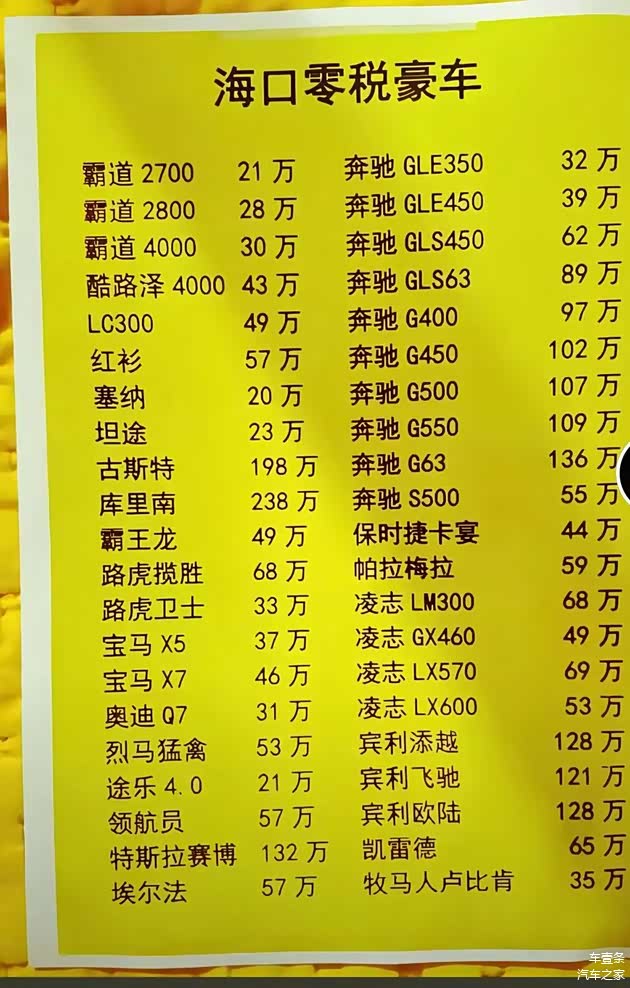 海口零税豪车
霸道 2700 21 万 奔驰 GLE350 32 万
霸道 2800 28 万 奔驰 GLE450 39 万
霸道 4000 30 万 奔驰 GLS450 62 万
酷路泽 4000 43 万 奔驰 GLS63 89 万
LC300 49 万 奔驰 G400 97 万
红衫 57 万 奔驰 G450 102 万
塞纳 20 万 奔驰 G500 107 万
坦途 23 万 奔驰 G550 109 万
古斯特 198 万 奔驰 G63 136 万
库里南 238 万 奔驰 S500 55 万
霸王龙 49 万 保时捷卡宴 44 万
路虎揽胜 68 万 帕拉梅拉 59 万
路虎卫士 33 万 凌志 LM300 68 万
宝马 X5 37 万 凌志 GX460 49 万
宝马 X7 46 万 凌志 LX570 69 万
奥迪 Q7 31 万 凌志 LX600 53 万
烈马猛禽 53 万 宾利添越 128 万
途乐 4.0 21 万 宾利飞驰 121 万
领航员 57 万 宾利欧陆 128 万
特斯拉赛博 132 万 凯雷德 65 万
埃尔法 57 万 牧马人卢比肯 35 万
车壹条
汽车之家